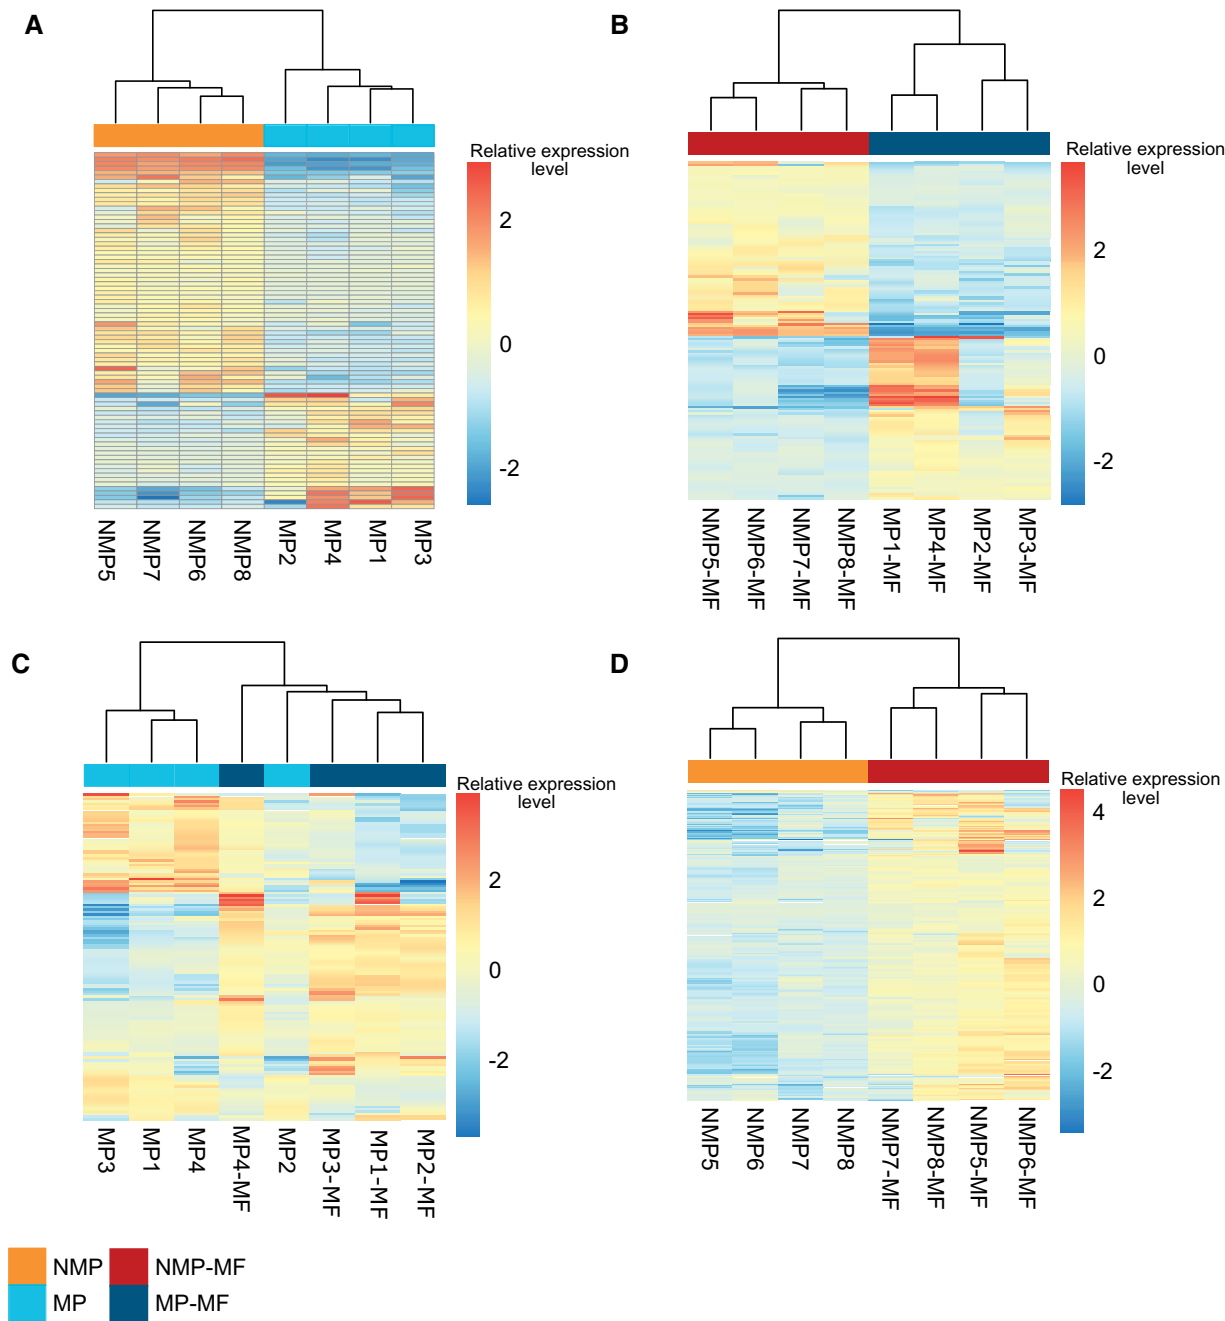 A
Relative expression
level
2
0
-2
NMP5
NMP7
NMP6
NMP8
MP2
MP4
MP1
MP3
B
Relative expression
level
2
0
-2
NMP5-MF
NMP6-MF
NMP7-MF
NMP8-MF
MP1-MF
MP4-MF
MP2-MF
MP3-MF
C
Relative expression
level
2
0
-2
MP3
MP1
MP4
MP4-MF
MP2
MP3-MF
MP1-MF
MP2-MF
D
Relative expression
level
4
2
0
-2
NMP5
NMP6
NMP7
NMP8
NMP7-MF
NMP8-MF
NMP5-MF
NMP6-MF
NMP
NMP-MF
MP
MP-MF